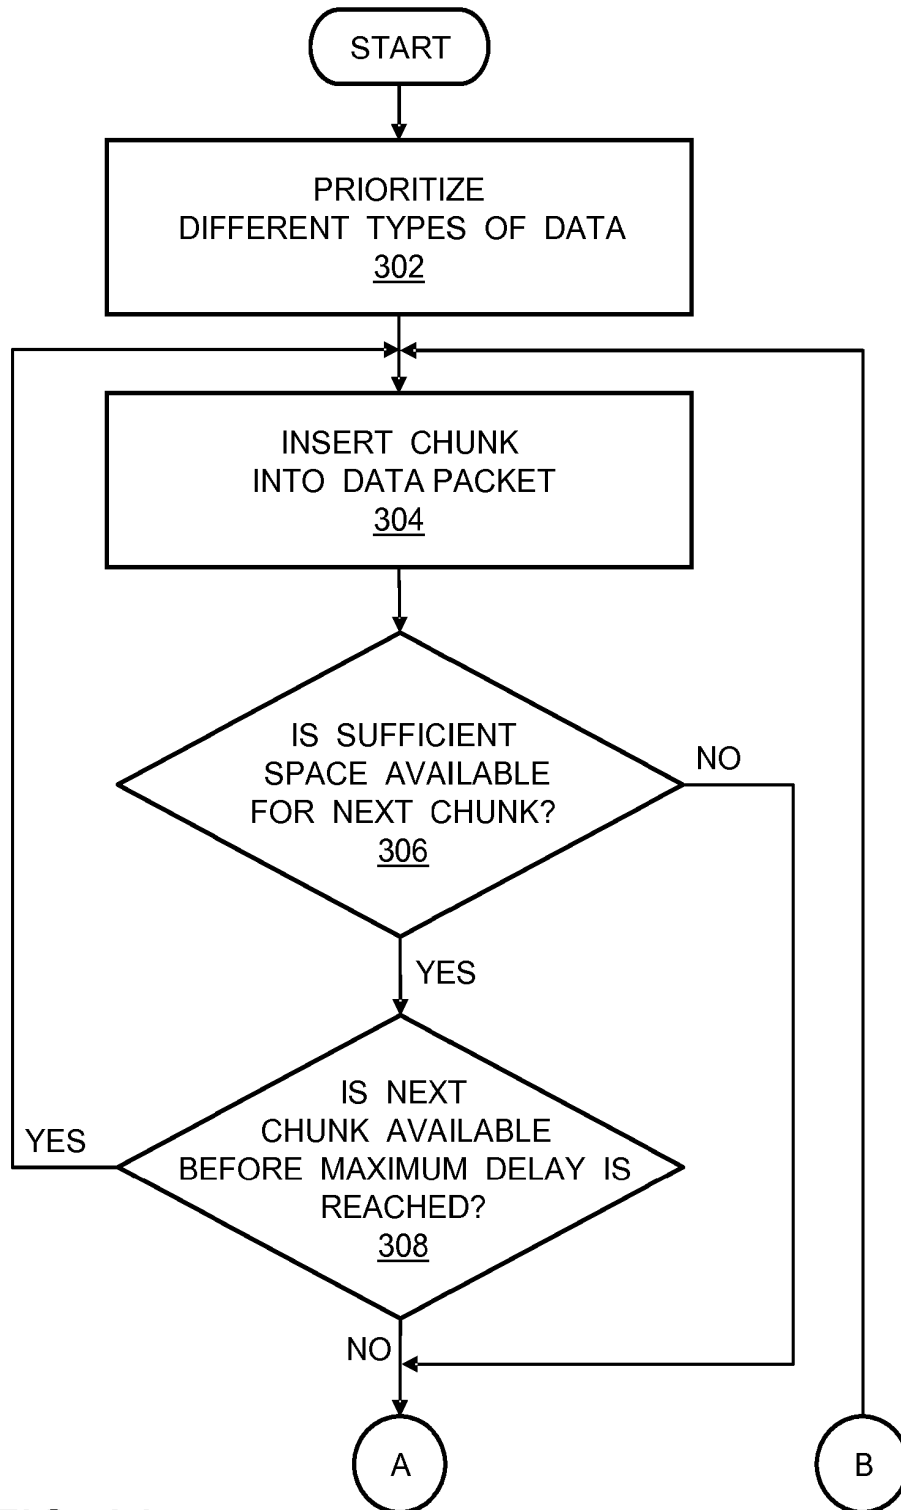 START
PRIORITIZE
DIFFERENT TYPES OF DATA
302
INSERT CHUNK
INTO DATA PACKET
304
IS SUFFICIENT
SPACE AVAILABLE
FOR NEXT CHUNK?
306
NO
YES
IS NEXT
CHUNK AVAILABLE
BEFORE MAXIMUM DELAY IS
REACHED?
308
YES
NO
A
B